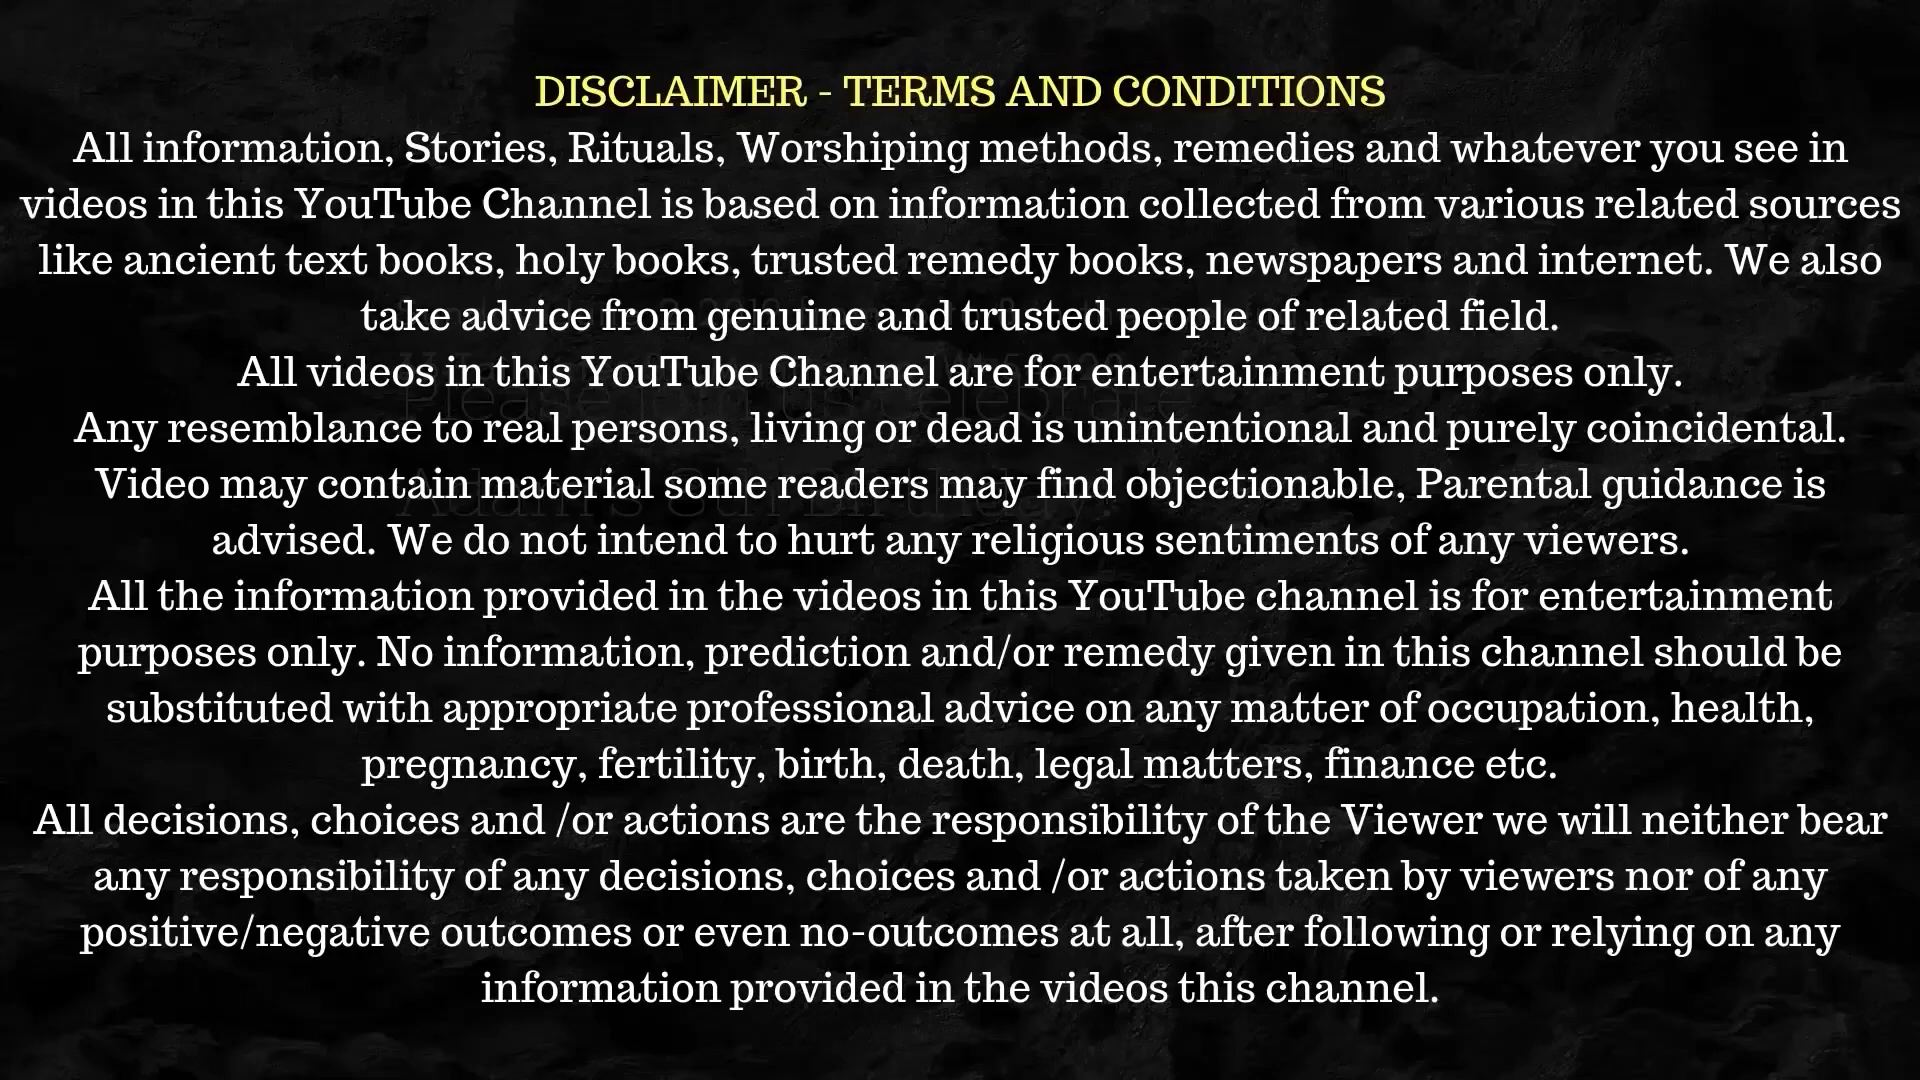 DISCLAIMER - TERMS AND CONDITIONS
All information, Stories, Rituals, Worshiping methods, remedies and whatever you see in
videos in this YouTube Channel is based on information collected from various related sources
like ancient text books, holy books, trusted remedy books, newspapers and internet. We also
take advice from genuine and trusted people of related field.
All videos in this YouTube Channel are for entertainment purposes only.
Any resemblance to real persons, living or dead is unintentional and purely coincidental.
Video may contain material some readers may find objectionable, Parental guidance is
advised. We do not intend to hurt any religious sentiments of any viewers.
All the information provided in the videos in this YouTube channel is for entertainment
purposes only. No information, prediction and/or remedy given in this channel should be
substituted with appropriate professional advice on any matter of occupation, health,
pregnancy, fertility, birth, death, legal matters, finance etc.
All decisions, choices and /or actions are the responsibility of the Viewer we will neither bear
any responsibility of any decisions, choices and /or actions taken by viewers nor of any
positive/negative outcomes or even no-outcomes at all, after following or relying on any
information provided in the videos this channel.
Please join us celebrate
Adam's 8th Birthday